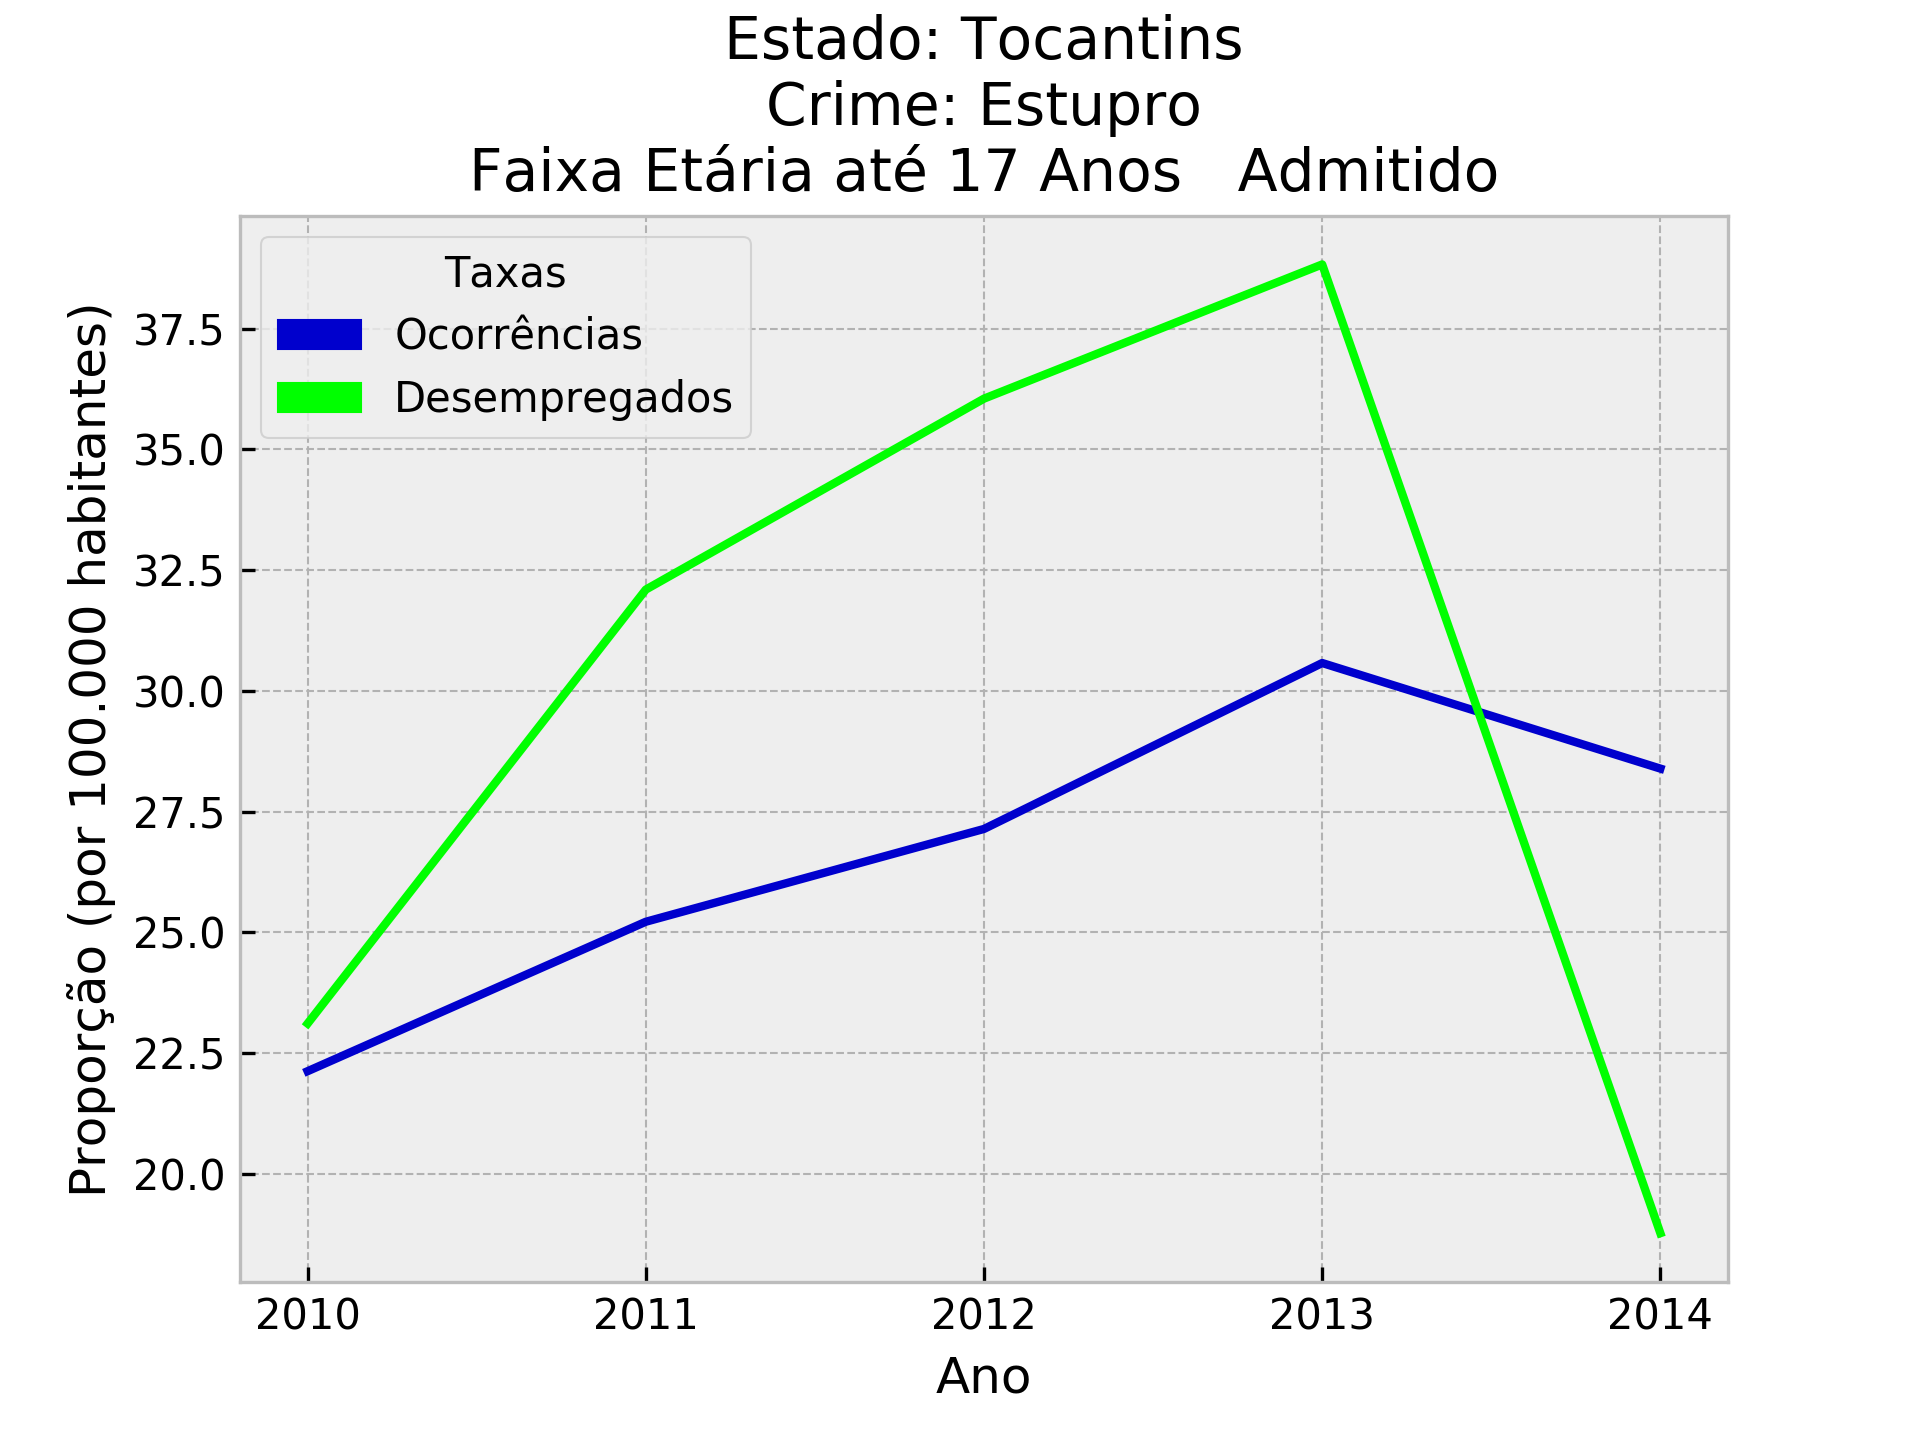 Estado: Tocantins
Crime: Estupro
Faixa Etária até 17 Anos   Admitido
Taxas
Ocorrências
Desempregados
Proporção (por 100.000 habitantes)
37.5
35.0
32.5
30.0
27.5
25.0
22.5
20.0
2010 2011 2012 2013 2014
Ano